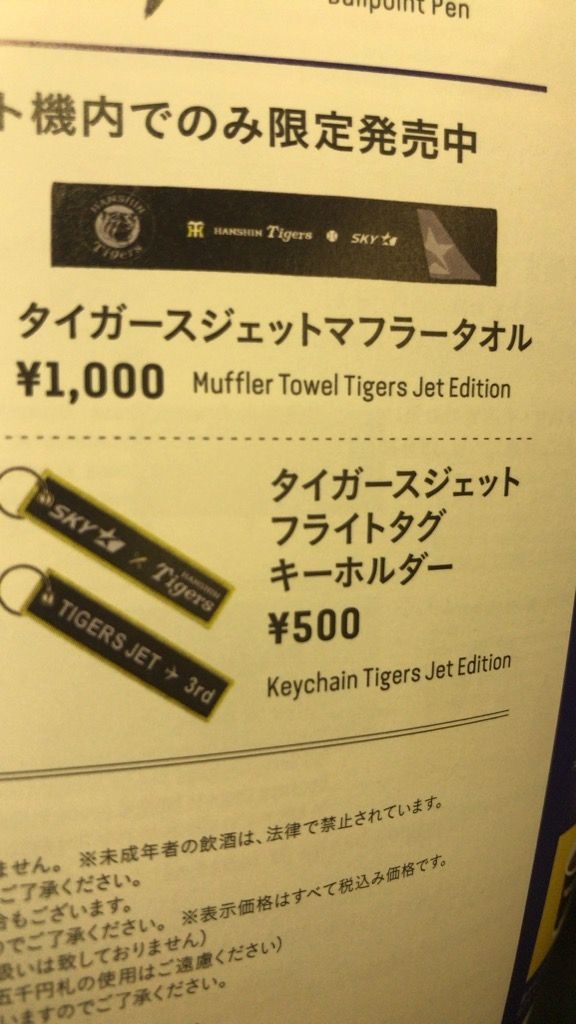 Ballpoint Pen
ト機内でのみ限定発売中
HANSHIN
Tigers
HANSHIN Tigers SKY
タイガースジェットマフラータオル
¥1,000 Muffler Towel Tigers Jet Edition
SKY × HANSHIN Tigers
TIGERS JET → 3rd
タイガースジェット
フライトタグ
キーホルダー
¥500
Keychain Tigers Jet Edition
ません。 ※未成年者の飲酒は、法律で禁止されています。
ご了承ください。
合もございます。
のでご了承ください。 ※表示価格はすべて税込み価格です。
扱いは致しておりません)
五千円札の使用はご遠慮ください)
いますのでご了承ください。